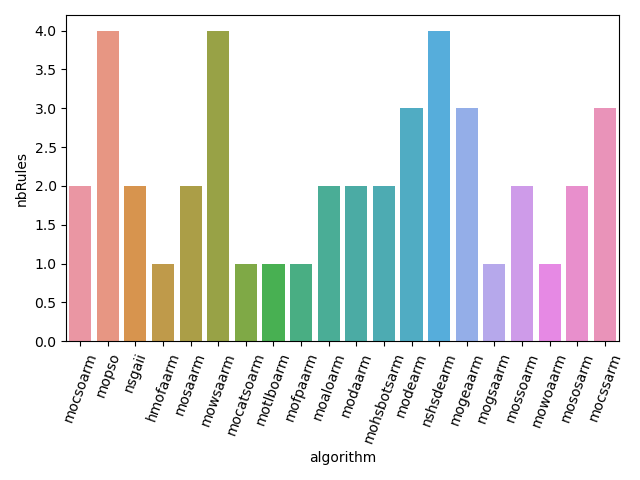 4.0
3.5
3.0
2.5
2.0
1.5
1.0
0.5
0.0
nbRules
mocsoarm
mopso
nsgaii
hmofaarm
mosaarm
mowsaarm
mocatsoarm
motlboarm
mofpaarm
moaloarm
modaarm
mohsbotsarm
modearm
nshsdearm
mogeaarm
mogsaarm
mossoarm
mowoaarm
mososarm
mocssarm
algorithm